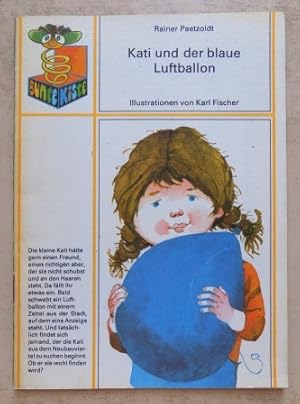 Rainer Paetzoldt
Kati und der blaue
Luftballon
Illustrationen von Karl Fischer
BUNTE KISTE
Die kleine Kati hätte
gern einen Freund,
einen richtigen aber,
der sie nicht schubst
und an den Haaren
zieht. Da fällt ihr
etwas ein. Bald
schwebt ein Luft-
ballon mit einem
Zettel aus der Stadt,
auf dem eine Anzeige
steht. Und tatsäch-
lich findet sich
jemand, der die Kati
aus dem Neubauvier-
tel zu suchen beginnt.
Ob er sie wohl finden
wird?